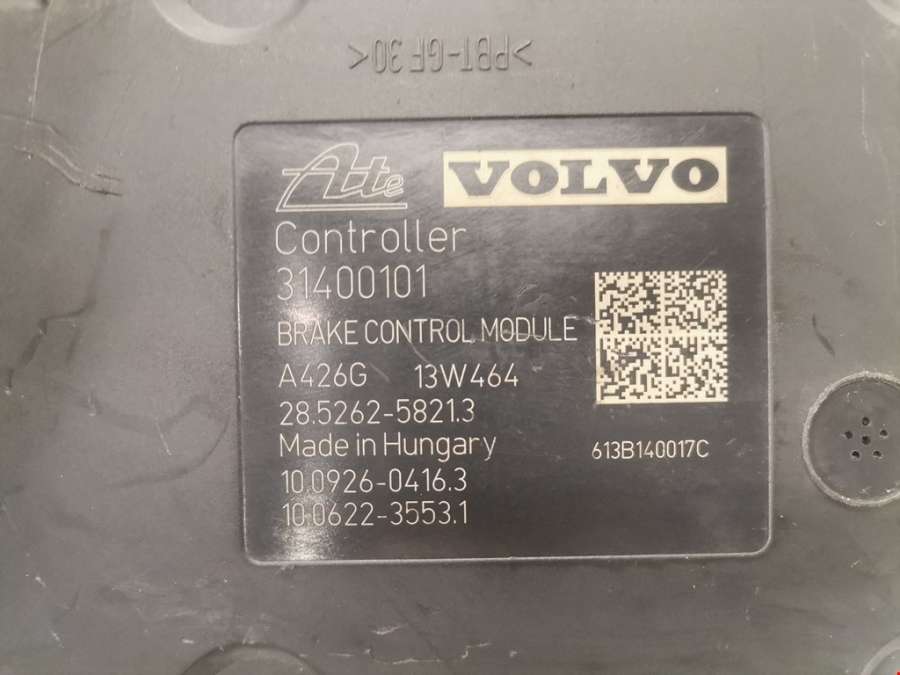 >PBT-GF30<
Ate VOLVO
Controller
31400101
BRAKE CONTROL MODULE
A426G 13W464
28.5262-5821.3
Made in Hungary 613B140017C
10.0926-0416.3
10.0622-3553.1